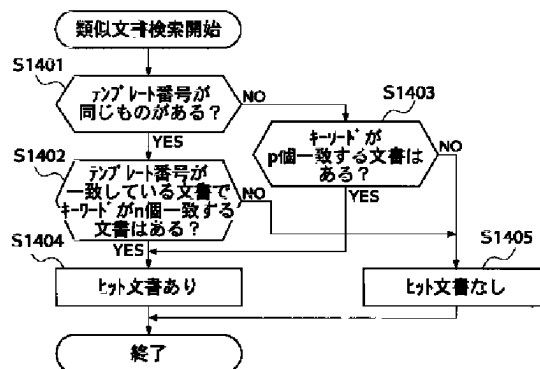 類似文書検索開始
S1401
ﾃﾝﾌﾟﾚｰﾄ番号が
同じものがある?
NO
YES
S1403
ｷｰﾜｰﾄﾞが
p個一致する文書は
ある?
NO
YES
S1402
ﾃﾝﾌﾟﾚｰﾄ番号が
一致している文書で
ｷｰﾜｰﾄﾞがn個一致する
文書はある?
NO
YES
S1404
ﾋｯﾄ文書あり
S1405
ﾋｯﾄ文書なし
終了